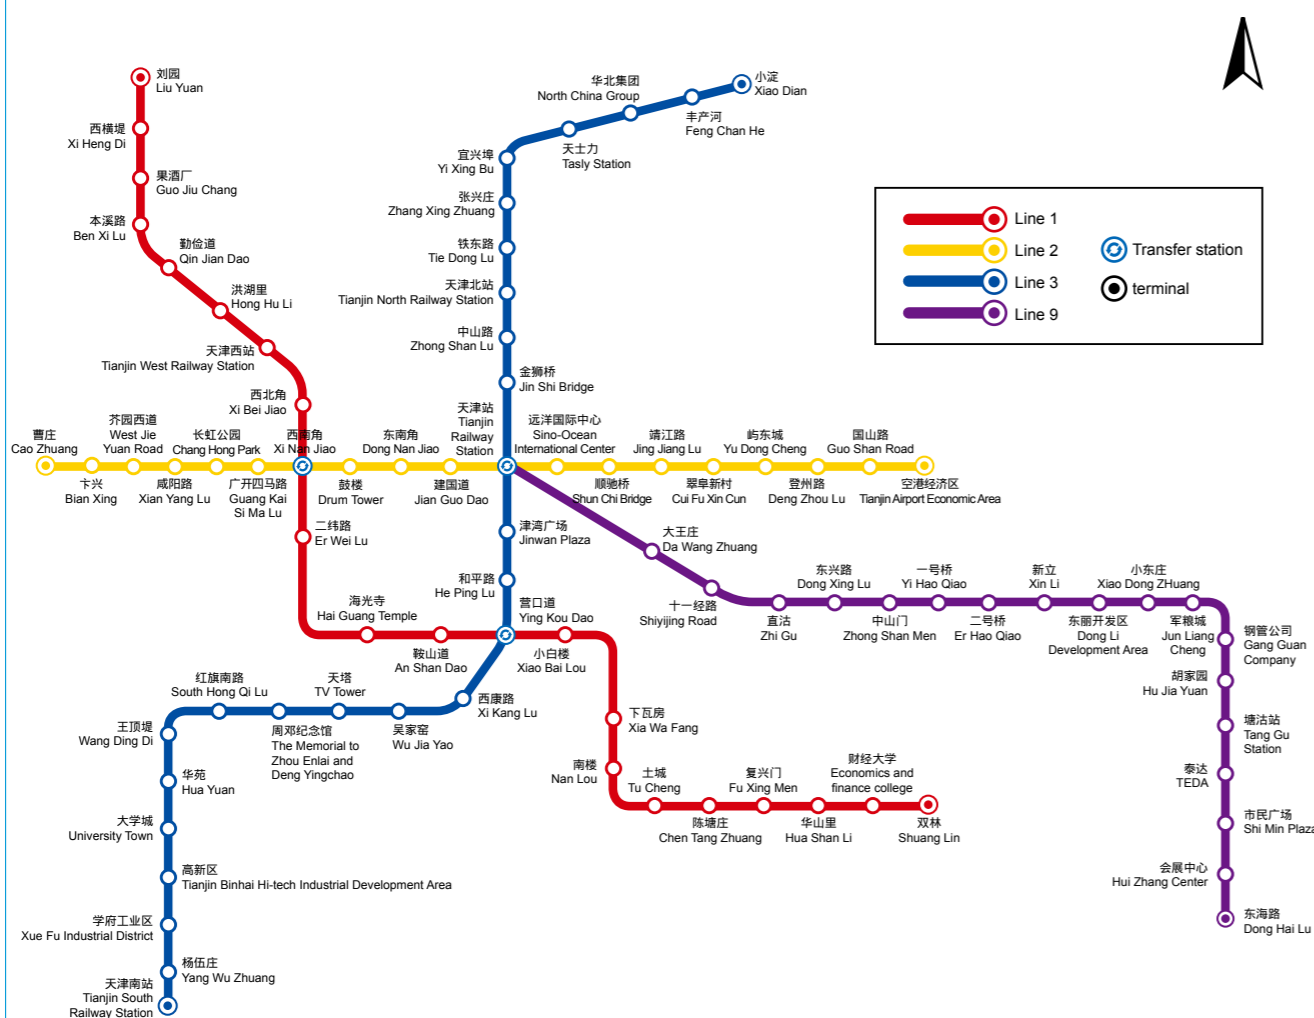 刘园
Liu Yuan
西横堤
Xi Heng Di
果酒厂
Guo Jiu Chang
本溪路
Ben Xi Lu
勤俭道
Qin Jian Dao
洪湖里
Hong Hu Li
天津西站
Tianjin West Railway Station
西北角
Xi Bei Jiao
小淀
Xiao Dian
华北集团
North China Group
丰产河
Feng Chan He
天士力
Tasly Station
宜兴埠
Yi Xing Bu
张兴庄
Zhang Xing Zhuang
铁东路
Tie Dong Lu
天津北站
Tianjin North Railway Station
中山路
Zhong Shan Lu
金狮桥
Jin Shi Bridge
Line 1
Line 2
Line 3
Line 9
Transfer station
terminal
曹庄
Cao Zhuang
卞兴
Bian Xing
芥园西道
West Jie
Yuan Road
咸阳路
Xian Yang Lu
长虹公园
Chang Hong Park
广开四马路
Guang Kai
Si Ma Lu
西南角
Xi Nan Jiao
鼓楼
Drum Tower
东南角
Dong Nan Jiao
建国道
Jian Guo Dao
天津站
Tianjin
Railway
Station
远洋国际中心
Sino-Ocean
International Center
顺驰桥
Shun Chi Bridge
靖江路
Jing Jiang Lu
翠阜新村
Cui Fu Xin Cun
屿东城
Yu Dong Cheng
登州路
Deng Zhou Lu
国山路
Guo Shan Road
空港经济区
Tianjin Airport Economic Area
二纬路
Er Wei Lu
海光寺
Hai Guang Temple
鞍山道
An Shan Dao
津湾广场
Jinwan Plaza
和平路
He Ping Lu
营口道
Ying Kou Dao
小白楼
Xiao Bai Lou
下瓦房
Xia Wa Fang
南楼
Nan Lou
土城
Tu Cheng
陈塘庄
Chen Tang Zhuang
复兴门
Fu Xing Men
华山里
Hua Shan Li
财经大学
Economics and
finance college
双林
Shuang Lin
西康路
Xi Kang Lu
吴家窑
Wu Jia Yao
天塔
TV Tower
周邓纪念馆
The Memorial to
Zhou Enlai and
Deng Yingchao
红旗南路
South Hong Qi Lu
王顶堤
Wang Ding Di
华苑
Hua Yuan
大学城
University Town
高新区
Tianjin Binhai Hi-tech Industrial Development Area
学府工业区
Xue Fu Industrial District
杨伍庄
Yang Wu Zhuang
天津南站
Tianjin South
Railway Station
大王庄
Da Wang Zhuang
十一经路
Shiyijing Road
直沽
Zhi Gu
东兴路
Dong Xing Lu
中山门
Zhong Shan Men
一号桥
Yi Hao Qiao
二号桥
Er Hao Qiao
新立
Xin Li
东丽开发区
Dong Li
Development Area
小东庄
Xiao Dong ZHuang
军粮城
Jun Liang
Cheng
钢管公司
Gang Guan
Company
胡家园
Hu Jia Yuan
塘沽站
Tang Gu
Station
泰达
TEDA
市民广场
Shi Min Plaza
会展中心
Hui Zhang Center
东海路
Dong Hai Lu